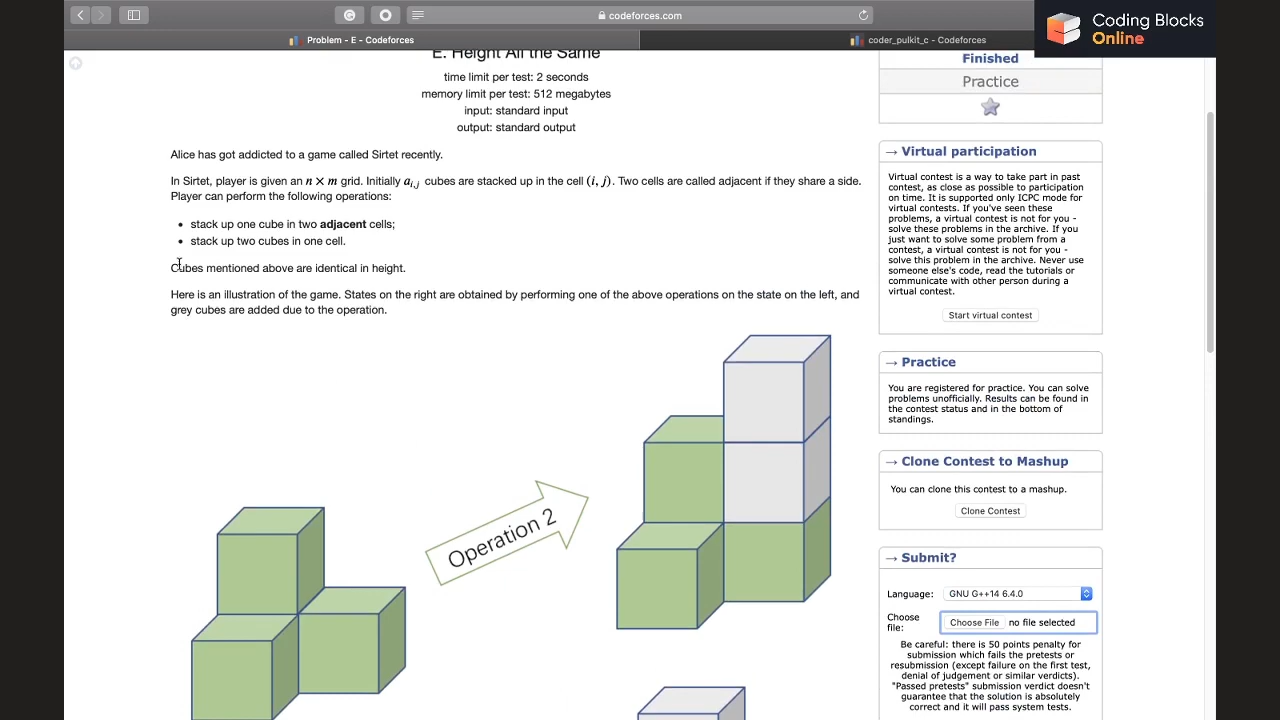 codeforces.com
Problem - E - Codeforces
coder_pulkit_c - Codeforces
Coding Blocks
Online
E. Height All the Same
time limit per test: 2 seconds
memory limit per test: 512 megabytes
input: standard input
output: standard output
Alice has got addicted to a game called Sirtet recently.
In Sirtet, player is given an n × m grid. Initially a_{i,j} cubes are stacked up in the cell (i, j). Two cells are called adjacent if they share a side.
Player can perform the following operations:
• stack up one cube in two adjacent cells;
• stack up two cubes in one cell.
Cubes mentioned above are identical in height.
Here is an illustration of the game. States on the right are obtained by performing one of the above operations on the state on the left, and
grey cubes are added due to the operation.
Operation 2
Finished
Practice
→ Virtual participation
Virtual contest is a way to take part in past
contest, as close as possible to participation
on time. It is supported only ICPC mode for
virtual contests. If you've seen these
problems, a virtual contest is not for you -
solve these problems in the archive. If you
just want to solve some problem from a
contest, a virtual contest is not for you -
solve this problem in the archive. Never use
someone else's code, read the tutorials or
communicate with other person during a
virtual contest.
Start virtual contest
→ Practice
You are registered for practice. You can solve
problems unofficially. Results can be found in
the contest status and in the bottom of
standings.
→ Clone Contest to Mashup
You can clone this contest to a mashup.
Clone Contest
→ Submit?
Language: GNU G++14 6.4.0
Choose
file: Choose File no file selected
Be careful: there is 50 points penalty for
submission which fails the pretests or
resubmission (except failure on the first test,
denial of judgement or similar verdicts).
"Passed pretests" submission verdict doesn't
guarantee that the solution is absolutely
correct and it will pass system tests.